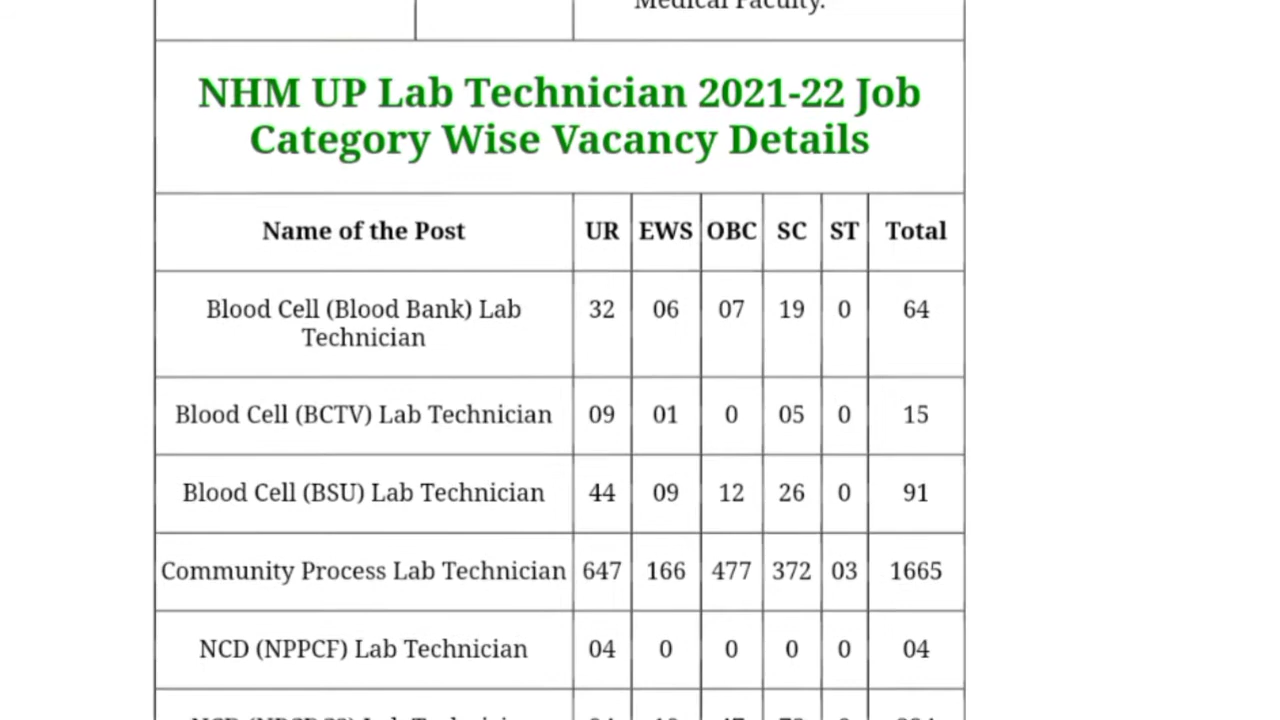 Medical Faculty.
NHM UP Lab Technician 2021-22 Job
Category Wise Vacancy Details
Name of the Post UR EWS OBC SC ST Total
Blood Cell (Blood Bank) Lab 32 06 07 19 0 64
Technician
Blood Cell (BCTV) Lab Technician 09 01 0 05 0 15
Blood Cell (BSU) Lab Technician 44 09 12 26 0 91
Community Process Lab Technician 647 166 477 372 03 1665
NCD (NPPCF) Lab Technician 04 0 0 0 0 04